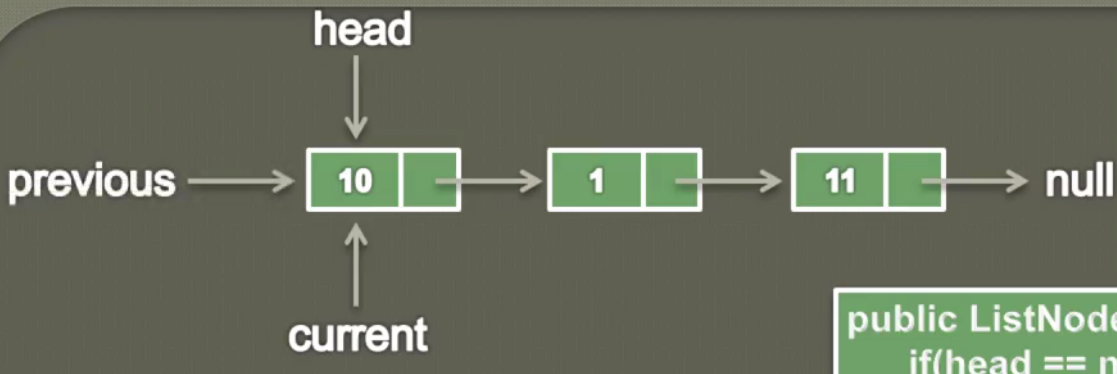 head
previous
10
1
11
null
current
public ListNode
if(head ==